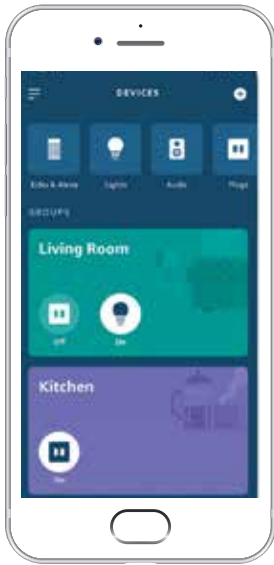 DEVICES
Echo & Alexa Lights Audio Plugs
GROUPS
Living Room
Off On
Kitchen
On